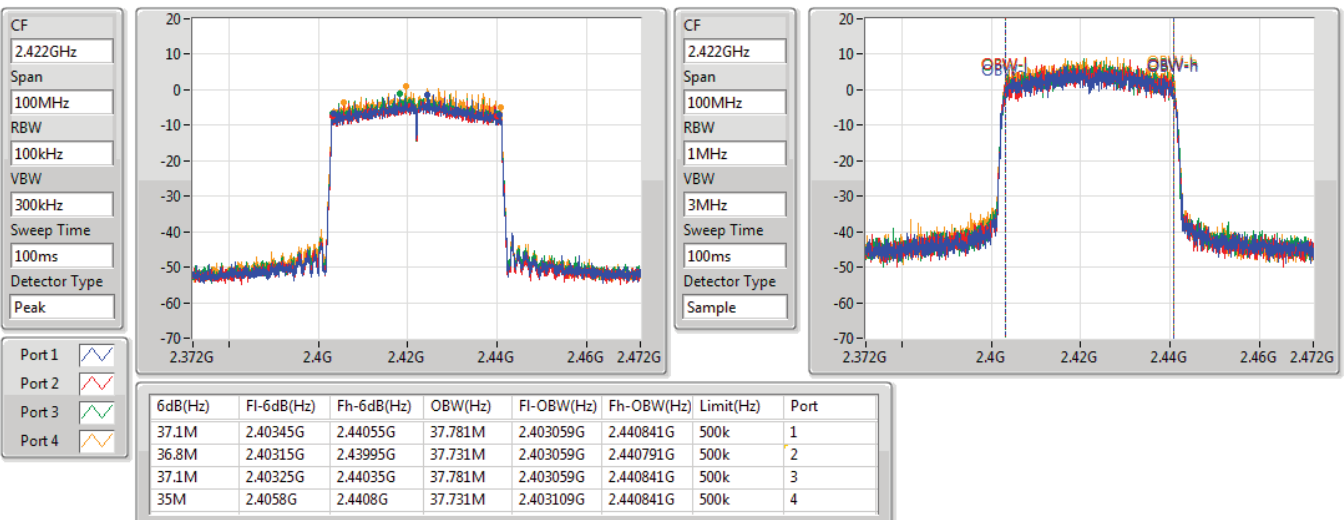 CF
2.422GHz
Span
100MHz
RBW
100kHz
VBW
300kHz
Sweep Time
100ms
Detector Type
Peak
20
10
0
-10
-20
-30
-40
-50
-60
-70
2.372G 2.4G 2.42G 2.44G 2.46G 2.472G
CF
2.422GHz
Span
100MHz
RBW
1MHz
VBW
3MHz
Sweep Time
100ms
Detector Type
Sample
20
10
0
-10
-20
-30
-40
-50
-60
-70
OBW-l OBW-h
2.372G 2.4G 2.42G 2.44G 2.46G 2.472G
Port 1
Port 2
Port 3
Port 4
6dB(Hz) Fl-6dB(Hz) Fh-6dB(Hz) OBW(Hz) Fl-OBW(Hz) Fh-OBW(Hz) Limit(Hz) Port
37.1M 2.40345G 2.44055G 37.781M 2.403059G 2.440841G 500k 1
36.8M 2.40315G 2.43995G 37.731M 2.403059G 2.440791G 500k 2
37.1M 2.40325G 2.44035G 37.781M 2.403059G 2.440841G 500k 3
35M 2.4058G 2.4408G 37.731M 2.403109G 2.440841G 500k 4